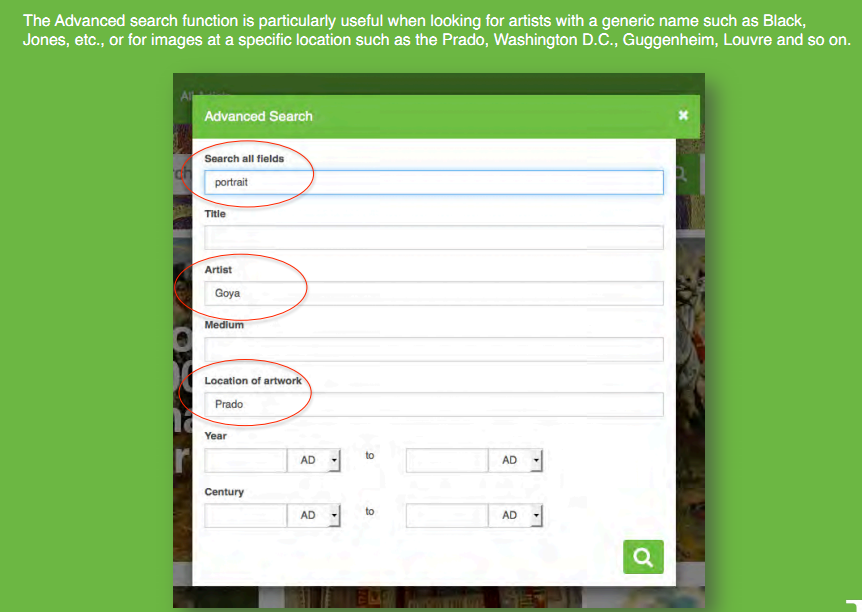 The Advanced search function is particularly useful when looking for artists with a generic name such as Black,
Jones, etc., or for images at a specific location such as the Prado, Washington D.C., Guggenheim, Louvre and so on.
Advanced Search
Search all fields
portrait
Title
Artist
Goya
Medium
Location of artwork
Prado
Year
AD to AD
Century
AD to AD